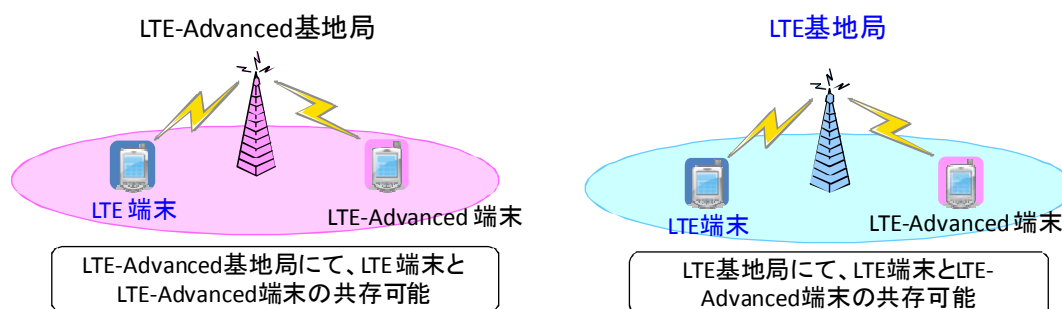 LTE-Advanced基地局
LTE 端末
LTE-Advanced 端末
LTE-Advanced基地局にて、LTE 端末と
LTE-Advanced端末の共存可能
LTE基地局
LTE端末
LTE-Advanced 端末
LTE基地局にて、LTE端末とLTE-
Advanced端末の共存可能